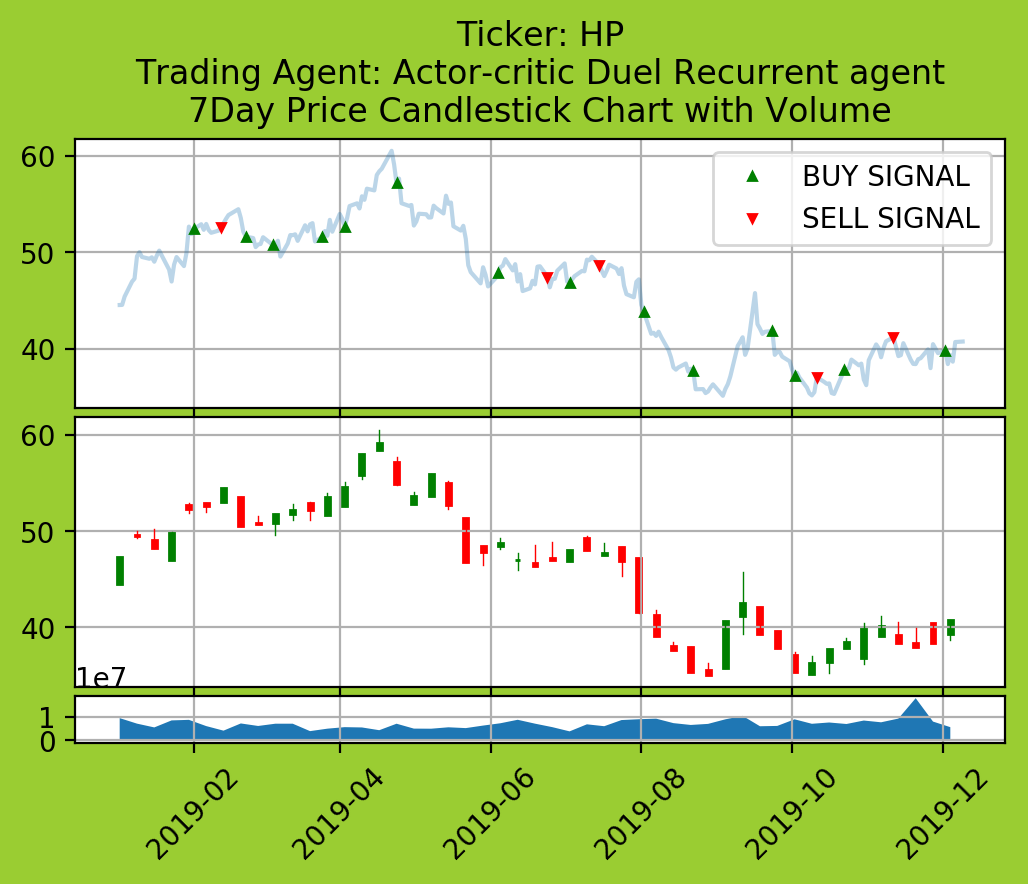 Ticker: HP
Trading Agent: Actor-critic Duel Recurrent agent
7Day Price Candlestick Chart with Volume
60
50
40
BUY SIGNAL
SELL SIGNAL
60
50
40
1e7
1
0
2019-02
2019-04
2019-06
2019-08
2019-10
2019-12